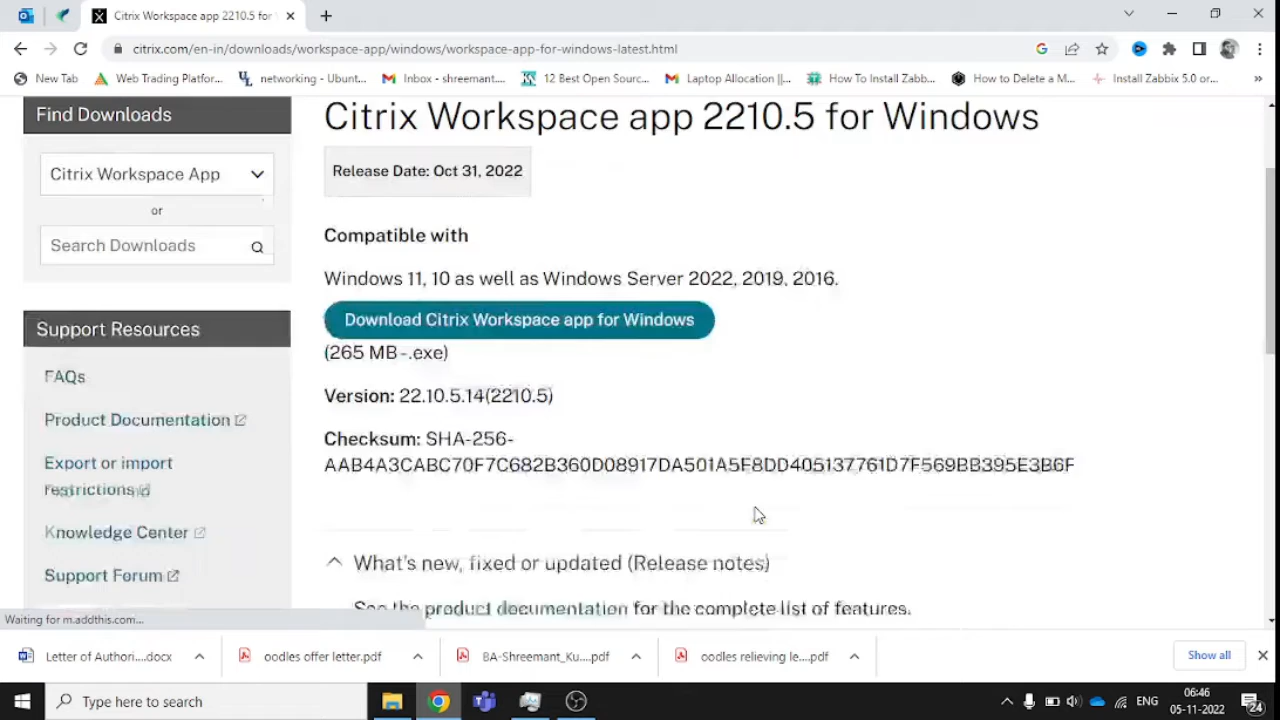 Citrix Workspace app 2210.5 for
citrix.com/en-in/downloads/workspace-app/windows/workspace-app-for-windows-latest.html
New Tab
Web Trading Platfor...
networking - Ubunt...
Inbox - shreemant....
12 Best Open Sourc...
Laptop Allocation ||...
How To Install Zabb...
How to Delete a M...
Install Zabbix 5.0 or...
»
Find Downloads
Citrix Workspace App
or
Search Downloads
Support Resources
FAQs
Product Documentation
Export or import
restrictions
Knowledge Center
Support Forum
Citrix Workspace app 2210.5 for Windows
Release Date: Oct 31, 2022
Compatible with
Windows 11, 10 as well as Windows Server 2022, 2019, 2016.
Download Citrix Workspace app for Windows
(265 MB-.exe)
Version: 22.10.5.14(2210.5)
Checksum: SHA-256-
AAB4A3CABC70F7C682B360D08917DA501A5F8DD405137761D7F569BB395E3B6F
What's new, fixed or updated (Release notes)
See the product documentation for the complete list of features.
Waiting for m.addthis.com...
Letter of Authori....docx
oodles offer letter.pdf
BA-Shreemant_Ku....pdf
oodles relieving le....pdf
Show all
Type here to search
ENG
06:46
05-11-2022
24